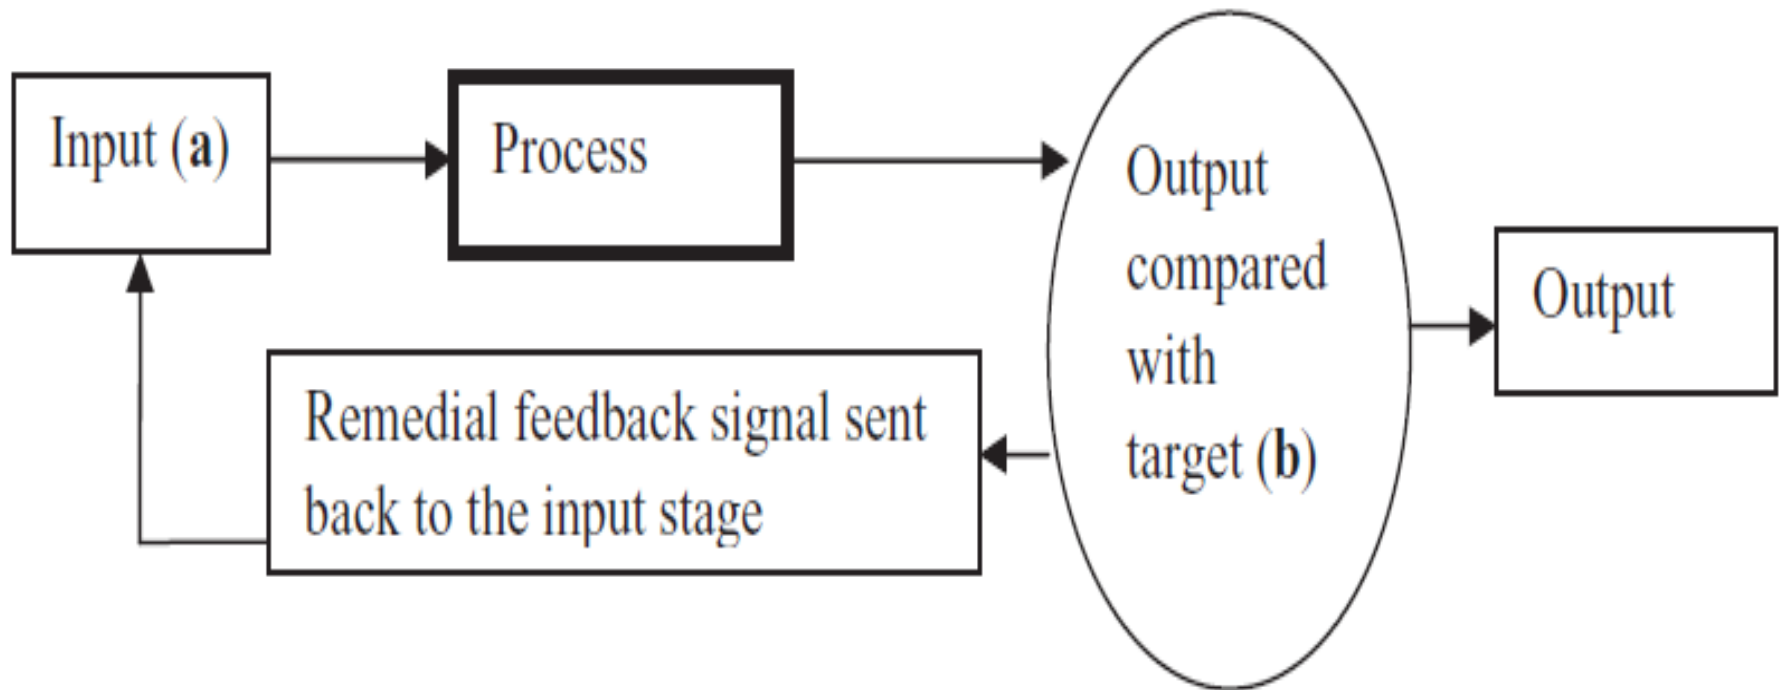 Input (a)
Process
Output
compared
with
target (b)
Output
Remedial feedback signal sent
back to the input stage